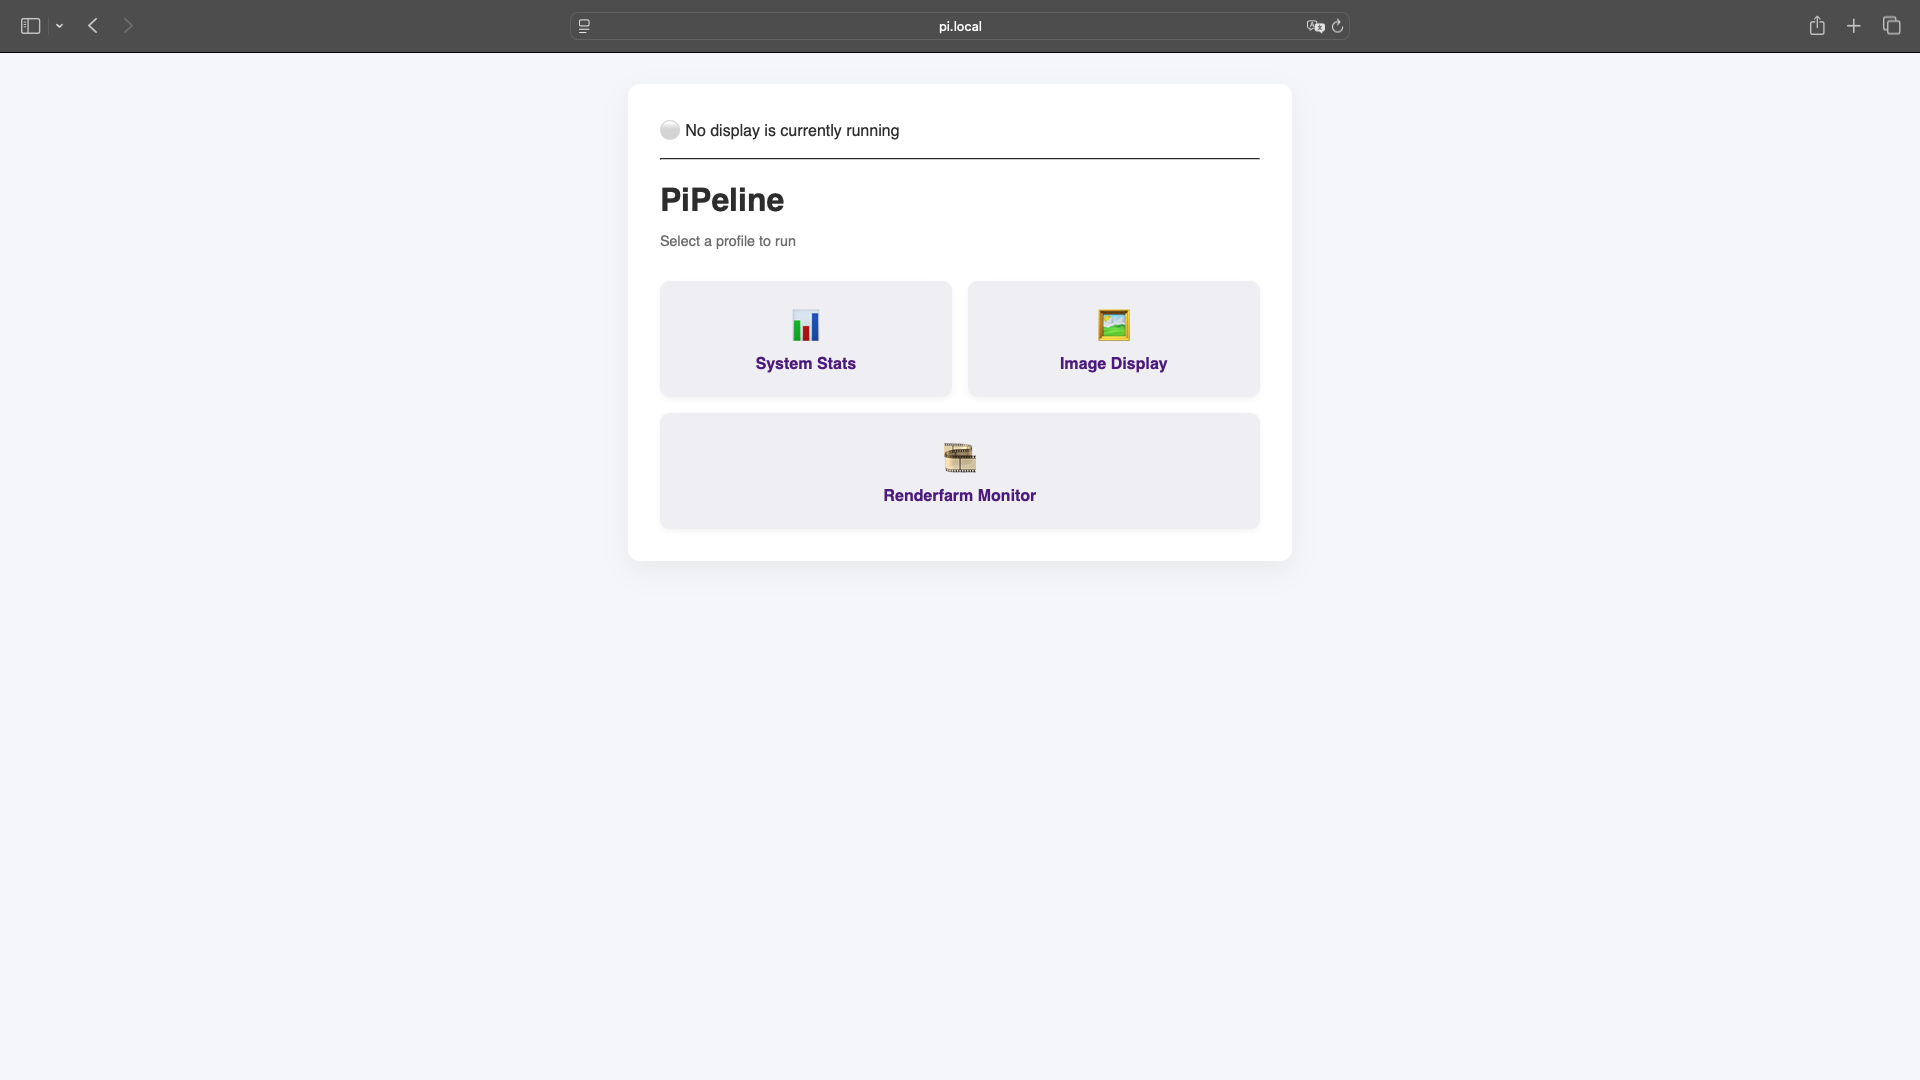 pi.local
No display is currently running
PiPeline
Select a profile to run
System Stats
Image Display
Renderfarm Monitor